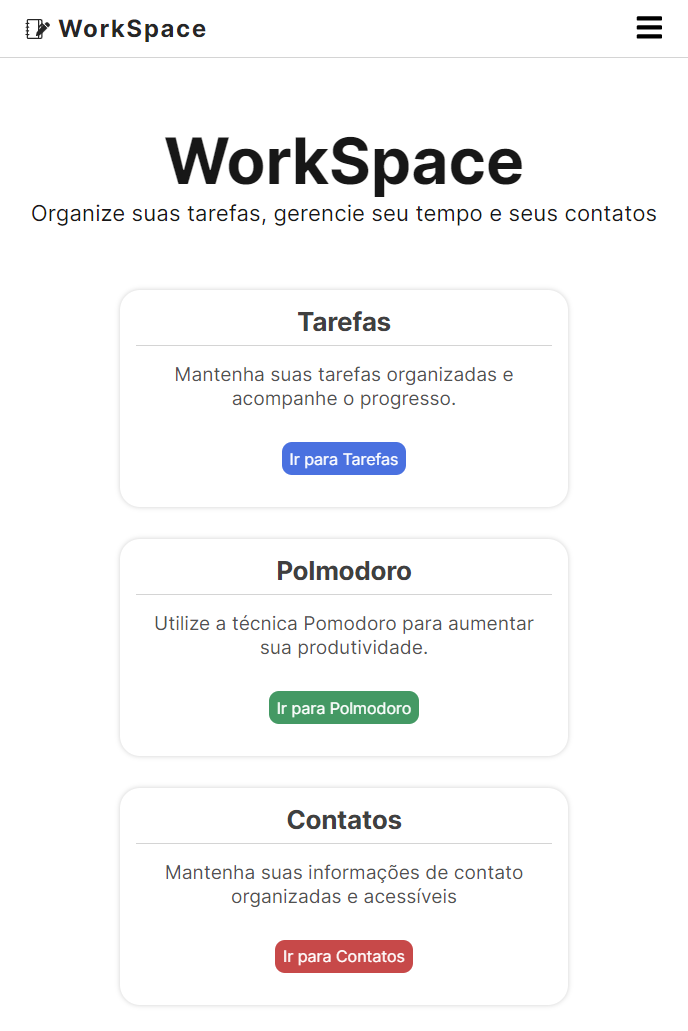 WorkSpace
WorkSpace
Organize suas tarefas, gerencie seu tempo e seus contatos
Tarefas
Mantenha suas tarefas organizadas e
acompanhe o progresso.
Ir para Tarefas
Polmodoro
Utilize a técnica Pomodoro para aumentar
sua produtividade.
Ir para Polmodoro
Contatos
Mantenha suas informações de contato
organizadas e acessíveis
Ir para Contatos